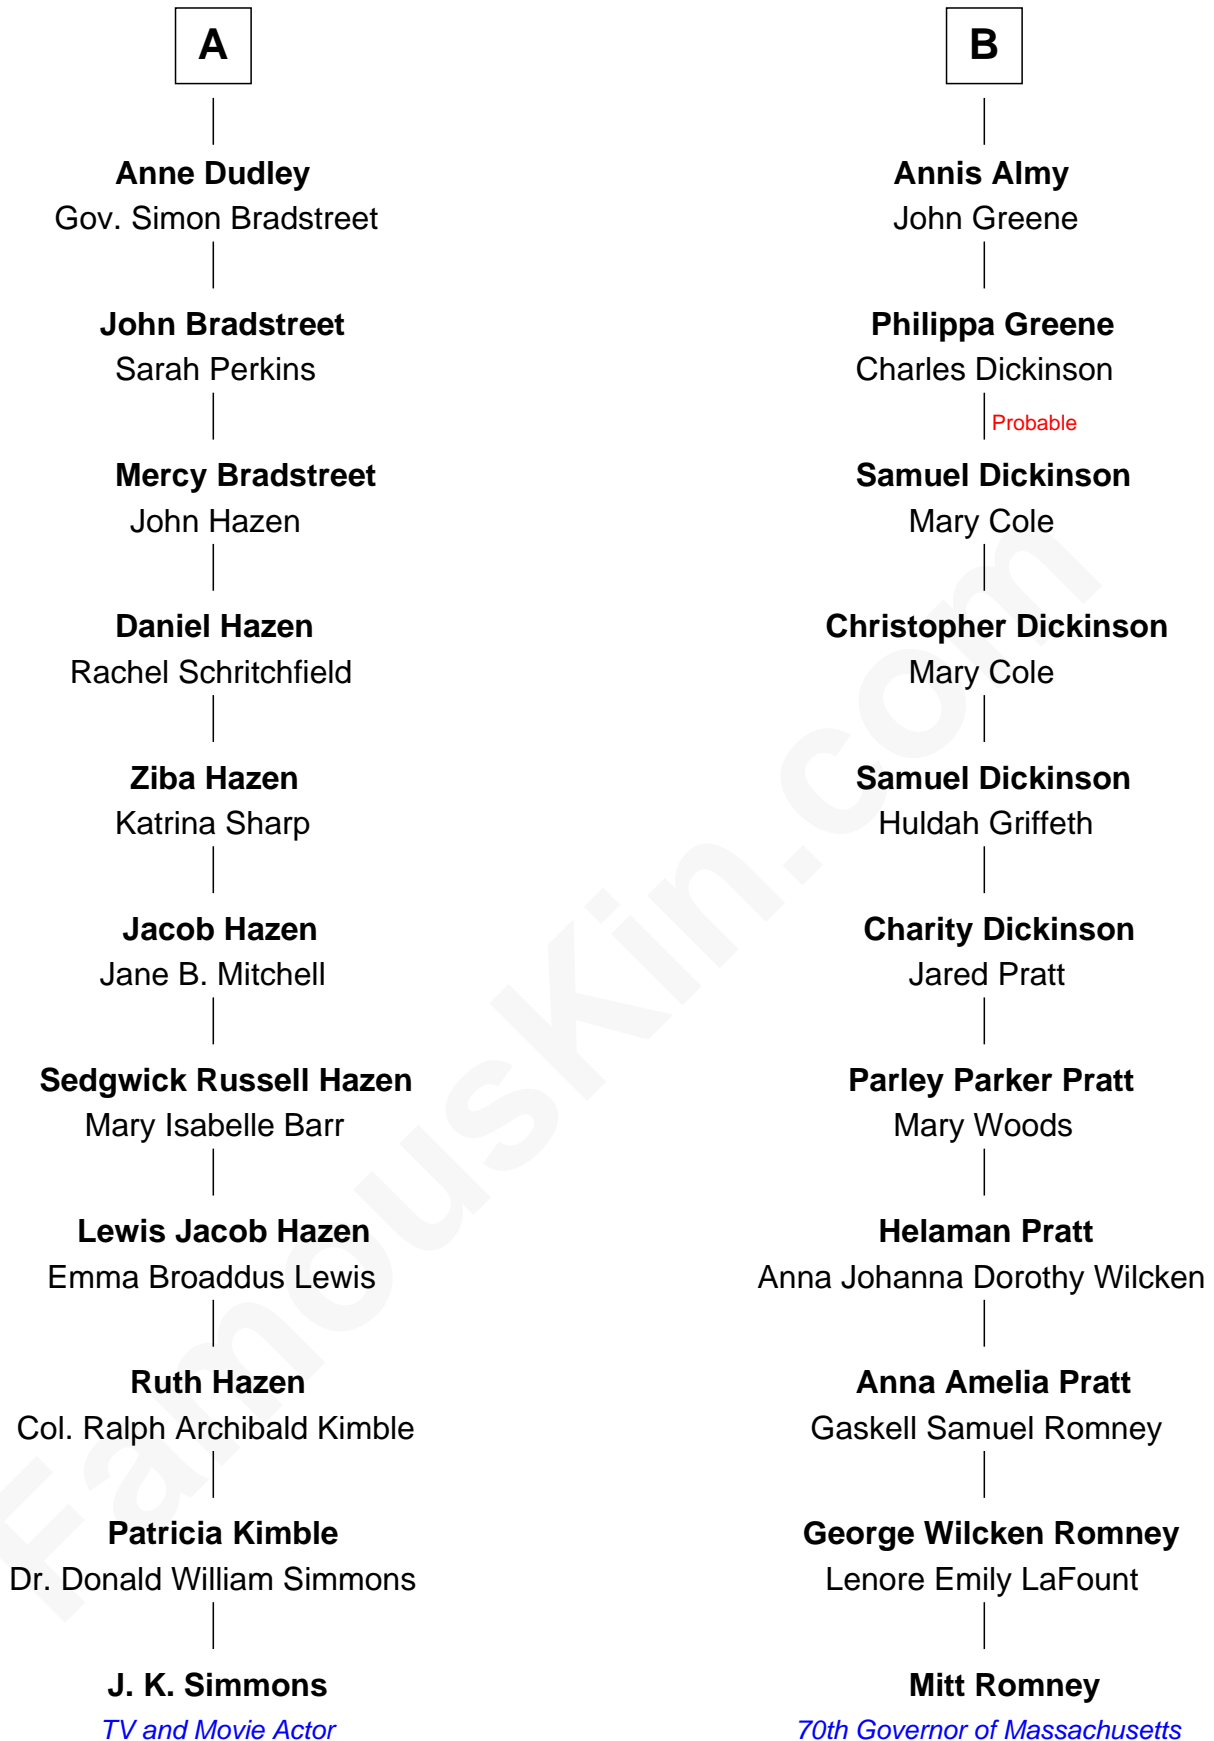 A
Anne Dudley
Gov. Simon Bradstreet
John Bradstreet
Sarah Perkins
Mercy Bradstreet
John Hazen
Daniel Hazen
Rachel Schritchfield
Ziba Hazen
Katrina Sharp
Jacob Hazen
Jane B. Mitchell
Sedgwick Russell Hazen
Mary Isabelle Barr
Lewis Jacob Hazen
Emma Broaddus Lewis
Ruth Hazen
Col. Ralph Archibald Kimble
Patricia Kimble
Dr. Donald William Simmons
J. K. Simmons
TV and Movie Actor
B
Annis Almy
John Greene
Philippa Greene
Charles Dickinson
Probable
Samuel Dickinson
Mary Cole
Christopher Dickinson
Mary Cole
Samuel Dickinson
Huldah Griffeth
Charity Dickinson
Jared Pratt
Parley Parker Pratt
Mary Woods
Helaman Pratt
Anna Johanna Dorothy Wilcken
Anna Amelia Pratt
Gaskell Samuel Romney
George Wilcken Romney
Lenore Emily LaFount
Mitt Romney
70th Governor of Massachusetts
FamousKin.com